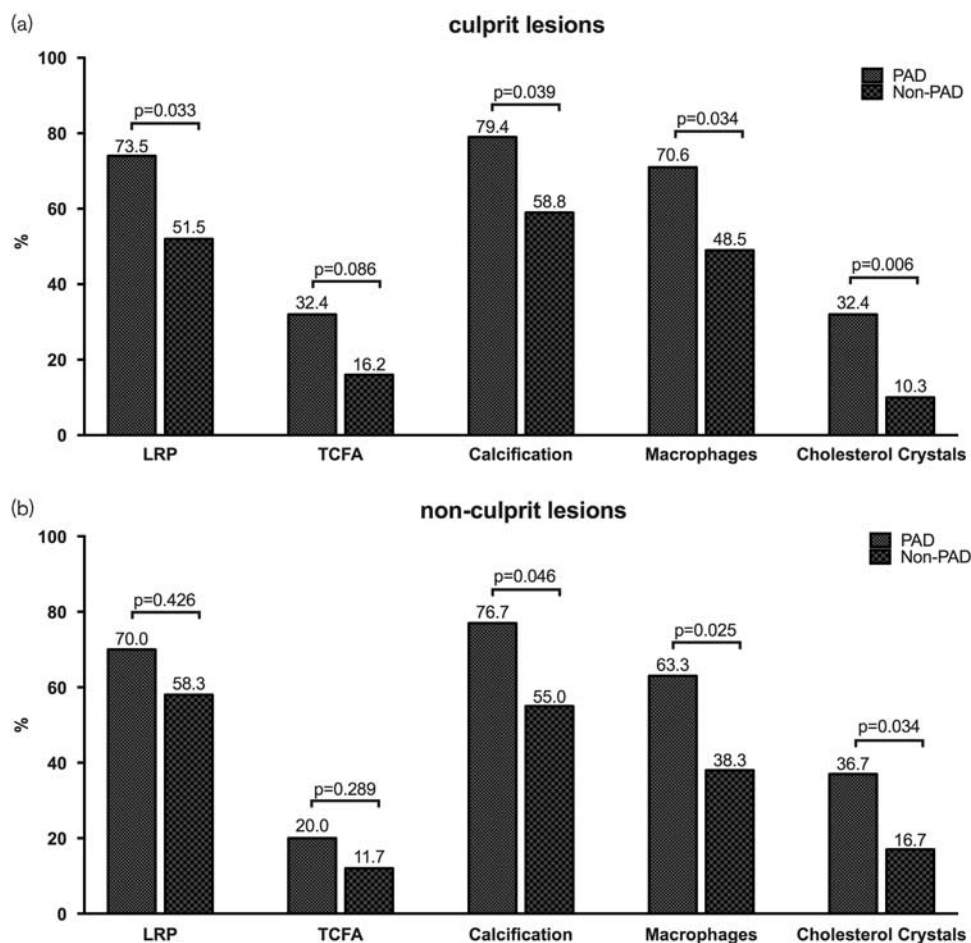 (a)
culprit lesions
100
80
60
40
20
0
%
PAD
Non-PAD
p=0.033
73.5
51.5
p=0.086
32.4
16.2
p=0.039
79.4
58.8
p=0.034
70.6
48.5
p=0.006
32.4
10.3
LRP TCFA Calcification Macrophages Cholesterol Crystals
(b)
non-culprit lesions
100
80
60
40
20
0
%
PAD
Non-PAD
p=0.426
70.0
58.3
p=0.289
20.0
11.7
p=0.046
76.7
55.0
p=0.025
63.3
38.3
p=0.034
36.7
16.7
LRP TCFA Calcification Macrophages Cholesterol Crystals